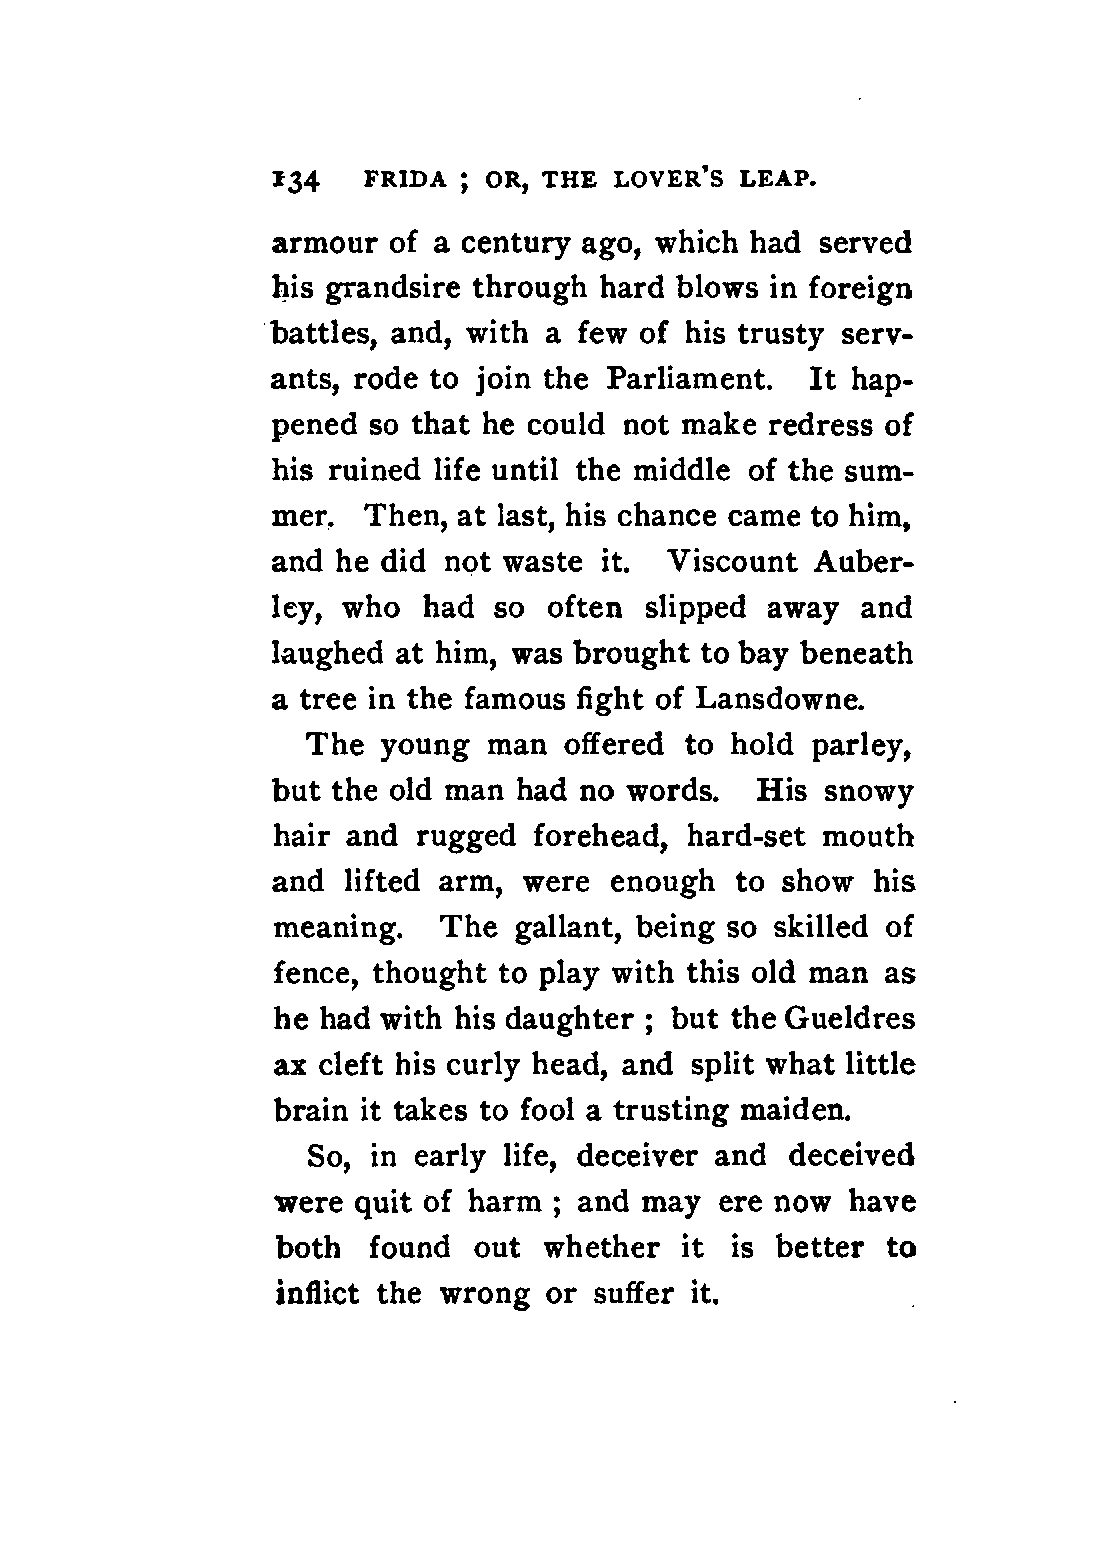 134 FRIDA ; OR, THE LOVER'S LEAP.
armour of a century ago, which had served
his grandsire through hard blows in foreign
battles, and, with a few of his trusty serv-
ants, rode to join the Parliament. It hap-
pened so that he could not make redress of
his ruined life until the middle of the sum-
mer. Then, at last, his chance came to him,
and he did not waste it. Viscount Auber-
ley, who had so often slipped away and
laughed at him, was brought to bay beneath
a tree in the famous fight of Lansdowne.
The young man offered to hold parley,
but the old man had no words. His snowy
hair and rugged forehead, hard-set mouth
and lifted arm, were enough to show his
meaning. The gallant, being so skilled of
fence, thought to play with this old man as
he had with his daughter ; but the Gueldres
ax cleft his curly head, and split what little
brain it takes to fool a trusting maiden.
So, in early life, deceiver and deceived
were quit of harm ; and may ere now have
both found out whether it is better to
inflict the wrong or suffer it.